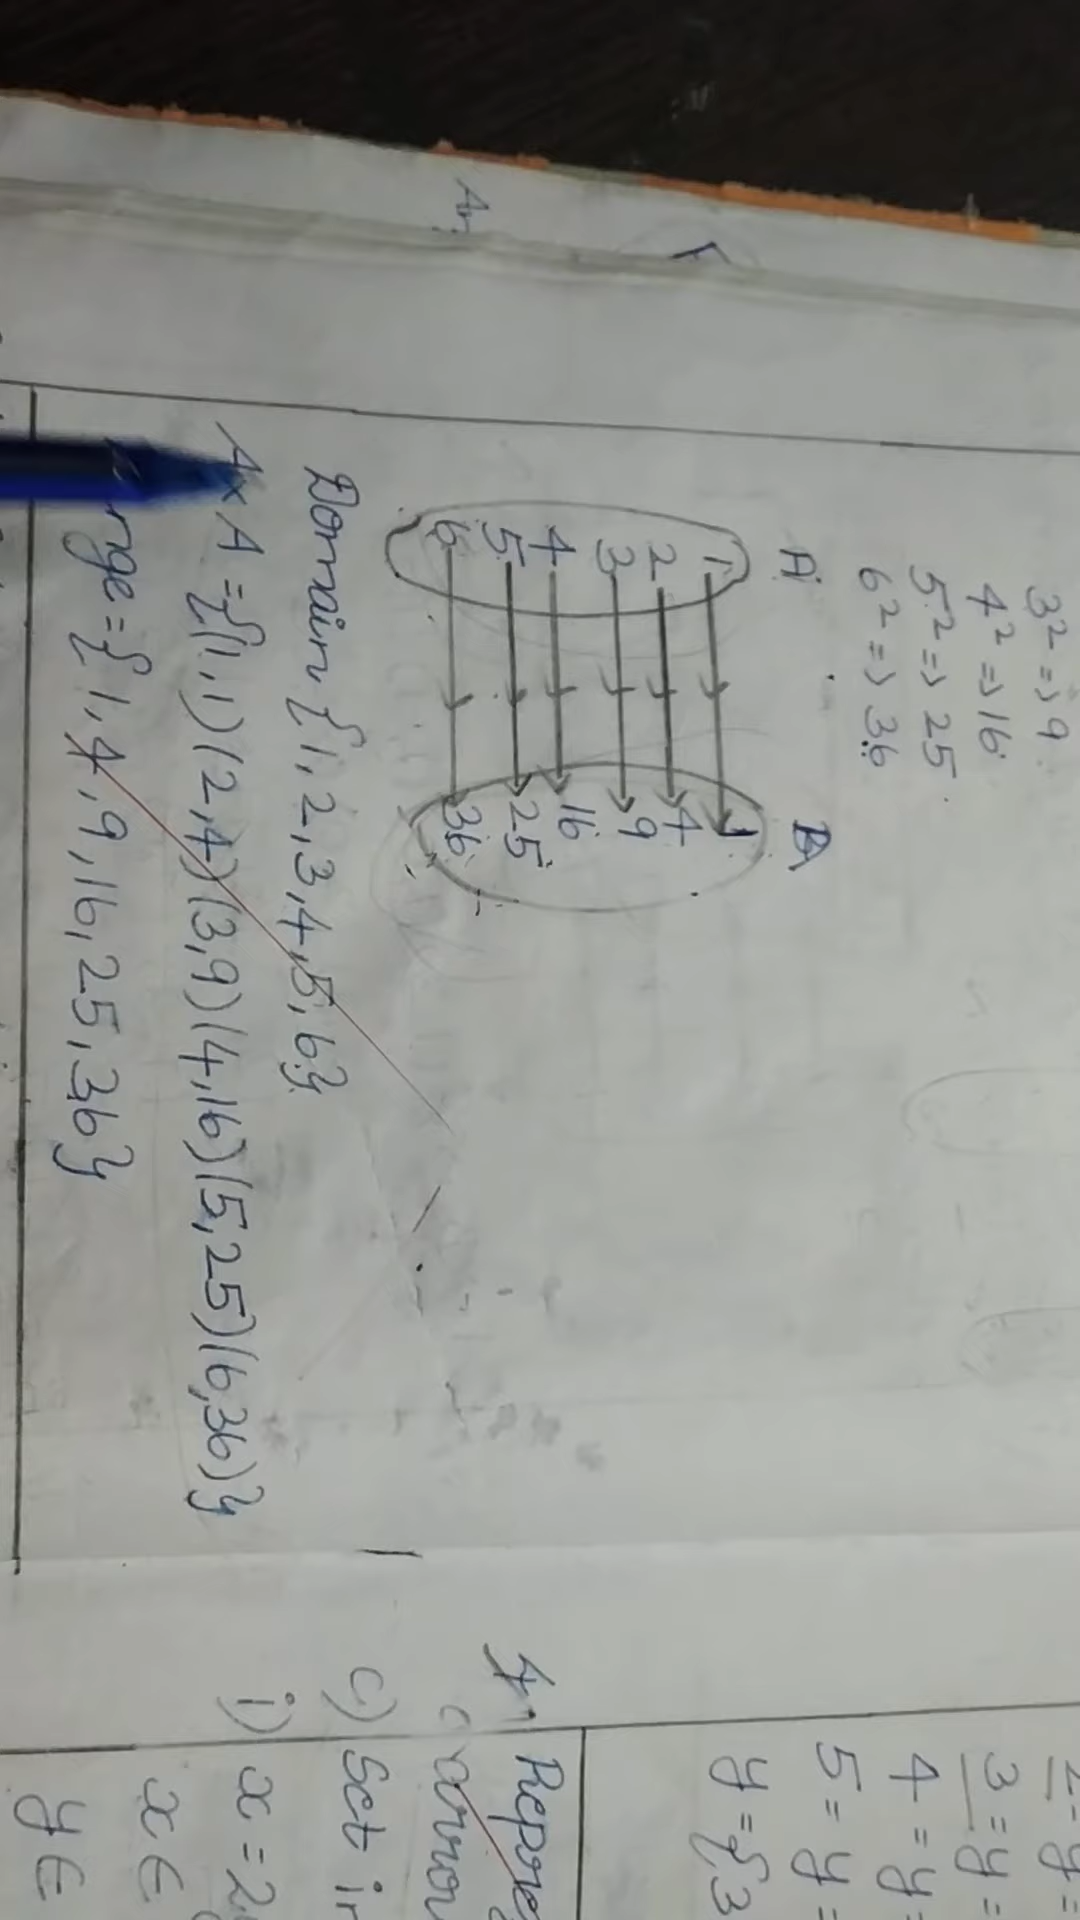 3² => 9
4² => 16
5² => 25
6² => 36
A B
1 1
2 4
3 9
4 16
5 25
6 36
Domain {1, 2, 3, 4, 5, 6}
A x A = {(1,1) (2,4) (3,9) (4,16) (5,25) (6,36)}
nge = { 1, 4, 9, 16, 25, 36}
3 = y =
4 = y =
5 = y =
y = {3
4.
c) Set in
i) x = 2
x ∈
y ∈